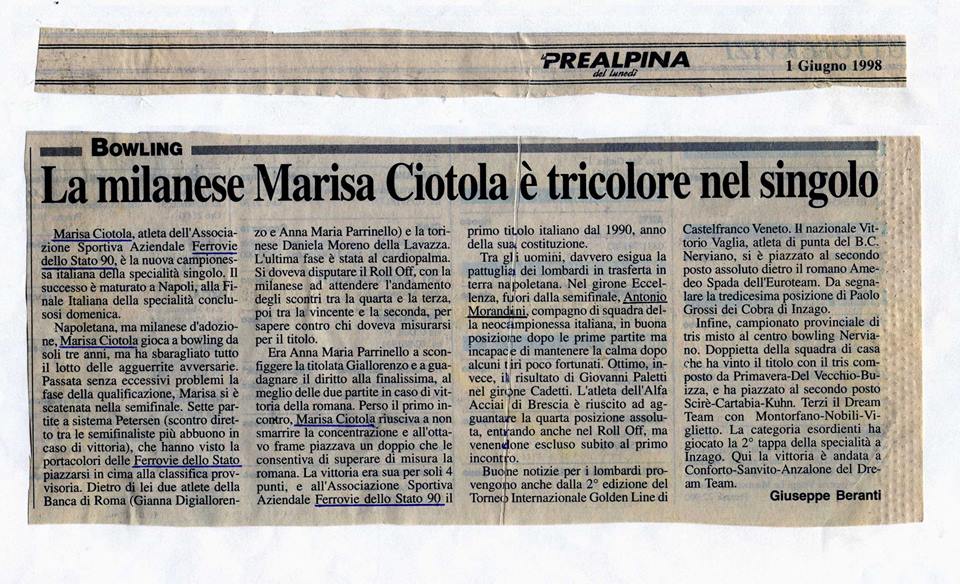 la PREALPINA
del lunedì
1 Giugno 1998
BOWLING
La milanese Marisa Ciotola è tricolore nel singolo
Marisa Ciotola, atleta dell'Associa-
zione Sportiva Aziendale Ferrovie
dello Stato 90, è la nuova campiones-
sa italiana della specialità singolo. Il
successo è maturato a Napoli, alla Fi-
nale Italiana della specialità conclu-
sosi domenica.
Napoletana, ma milanese d'adozio-
ne, Marisa Ciotola gioca a bowling da
soli tre anni, ma ha sbaragliato tutto
il lotto delle agguerrite avversarie.
Passata senza eccessivi problemi la
fase della qualificazione, Marisa si è
scatenata nella semifinale. Sette par-
tite a sistema Petersen (scontro diret-
to tra le semifinaliste più abbuono in
caso di vittoria), che hanno visto la
portacolori delle Ferrovie dello Stato
piazzarsi in cima alla classifica prov-
visoria. Dietro di lei due atlete della
Banca di Roma (Gianna Digialloren-
zo e Anna Maria Parrinello) e la tori-
nese Daniela Moreno della Lavazza.
L'ultima fase è stata al cardiopalma.
Si doveva disputare il Roll Off, con la
milanese ad attendere l'andamento
degli scontri tra la quarta e la terza,
poi tra la vincente e la seconda, per
sapere contro chi doveva misurarsi
per il titolo.
Era Anna Maria Parrinello a scon-
figgere la titolata Giallorenzo e a gua-
dagnare il diritto alla finalissima, al
meglio delle due partite in caso di vit-
toria della romana. Perso il primo in-
contro, Marisa Ciotola riusciva a non
smarrire la concentrazione e all'otta-
vo frame piazzava un doppio che le
consentiva di superare di misura la
romana. La vittoria era sua per soli 4
punti, e all'Associazione Sportiva
Aziendale Ferrovie dello Stato 90 il
primo titolo italiano dal 1990, anno
della sua costituzione.
Tra gli uomini, davvero esigua la
pattuglia dei lombardi in trasferta in
terra napoletana. Nel girone Eccel-
lenza, fuori dalla semifinale, Antonio
Morandini, compagno di squadra del-
la neocampionessa italiana, in buona
posizione dopo le prime partite ma
incapace di mantenere la calma dopo
alcuni tiri poco fortunati. Ottimo, in-
vece, il risultato di Giovanni Paletti
nel girone Cadetti. L'atleta dell'Alfa
Acciai di Brescia è riuscito ad ag-
guantare la quarta posizione assolu-
ta, entrando anche nel Roll Off, ma
venendone escluso subito al primo
incontro.
Buone notizie per i lombardi pro-
vengono anche dalla 2° edizione del
Torneo Internazionale Golden Line di
Castelfranco Veneto. Il nazionale Vit-
torio Vaglia, atleta di punta del B.C.
Nerviano, si è piazzato al secondo
posto assoluto dietro il romano Ame-
deo Spada dell'Euroteam. Da segna-
lare la tredicesima posizione di Paolo
Grossi dei Cobra di Inzago.
Infine, campionato provinciale di
tris misto al centro bowling Nervia-
no. Doppietta della squadra di casa
che ha vinto il titolo con il tris com-
posto da Primavera-Del Vecchio-Bu-
izza, e ha piazzato al secondo posto
Scirè-Cartabia-Kuhn. Terzi il Dream
Team con Montorfano-Nobili-Vi-
glietto. La categoria esordienti ha
giocato la 2° tappa della specialità a
Inzago. Qui la vittoria è andata a
Conforto-Sanvito-Anzalone del Dre-
am Team.
Giuseppe Beranti